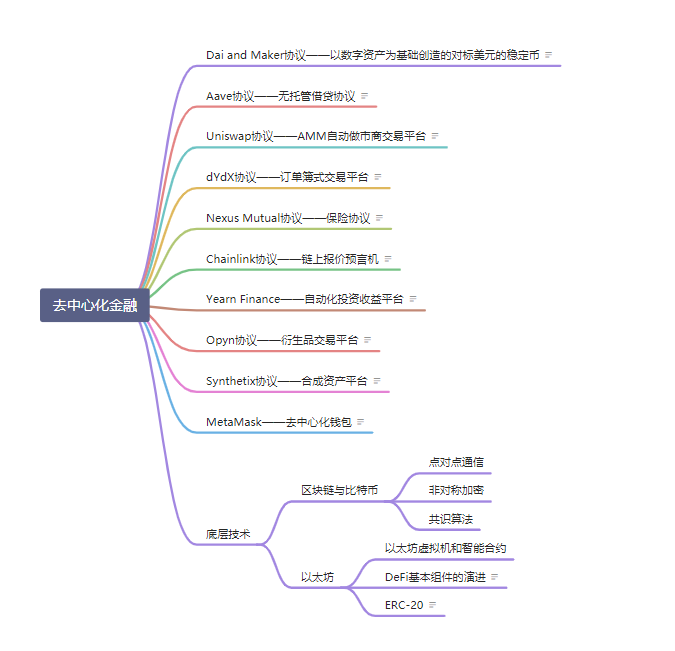 Dai and Maker协议——以数字资产为基础创造的对标美元的稳定币
Aave协议——无托管借贷协议
Uniswap协议——AMM自动做市商交易平台
dYdX协议——订单簿式交易平台
Nexus Mutual协议——保险协议
Chainlink协议——链上报价预言机
去中心化金融
Yearn Finance——自动化投资收益平台
Opyn协议——衍生品交易平台
Synthetix协议——合成资产平台
MetaMask——去中心化钱包
底层技术
区块链与比特币
点对点通信
非对称加密
共识算法
以太坊
以太坊虚拟机和智能合约
DeFi基本组件的演进
ERC-20